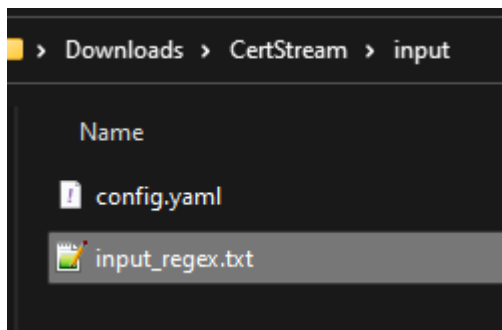 > Downloads > CertStream > input
Name
config.yaml
input_regex.txt